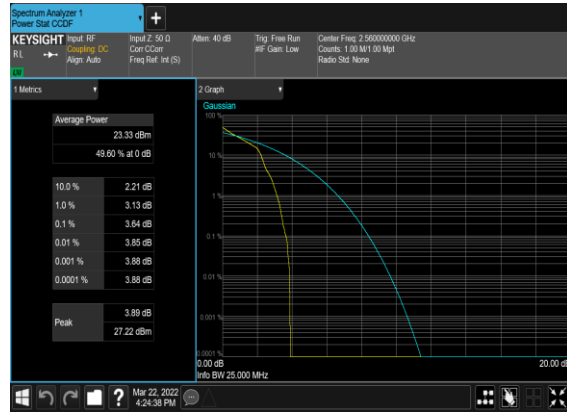 Spectrum Analyzer 1
Power Stat CCDF
+
KEYSIGHT
R L
Input: RF
Coupling: DC
Align: Auto
Input Z: 50 Ω
Corr CCorr
Freq Ref: Int (S)
Atten: 40 dB
Trig: Free Run
#IF Gain: Low
Center Freq: 2.560000000 GHz
Counts: 1.00 M/1.00 Mpt
Radio Std: None
1 Metrics
Average Power
23.33 dBm
49.60 % at 0 dB
10.0 % 2.21 dB
1.0 % 3.13 dB
0.1 % 3.64 dB
0.01 % 3.85 dB
0.001 % 3.88 dB
0.0001 % 3.88 dB
Peak
3.89 dB
27.22 dBm
2 Graph
Gaussian
100 %
10 %
1 %
0.1 %
0.01 %
0.001 %
0.0001 %
0.00 dB
20.00 dB
Info BW 25.000 MHz
?
Mar 22, 2022
4:24:38 PM